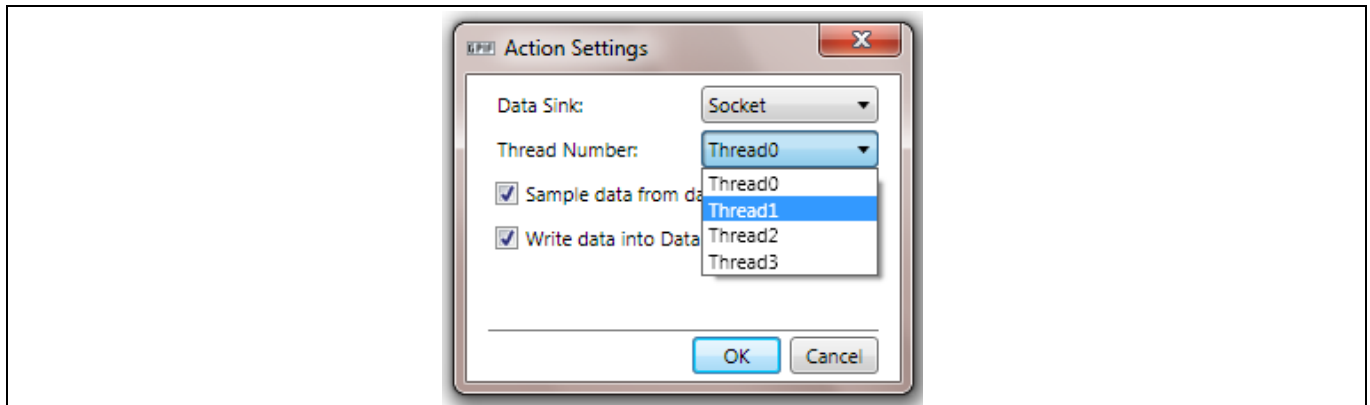 GPIF Action Settings
Data Sink: Socket
Thread Number: Thread0
Thread0
Sample data from da
Thread1
Write data into Data
Thread2
Thread3
OK Cancel